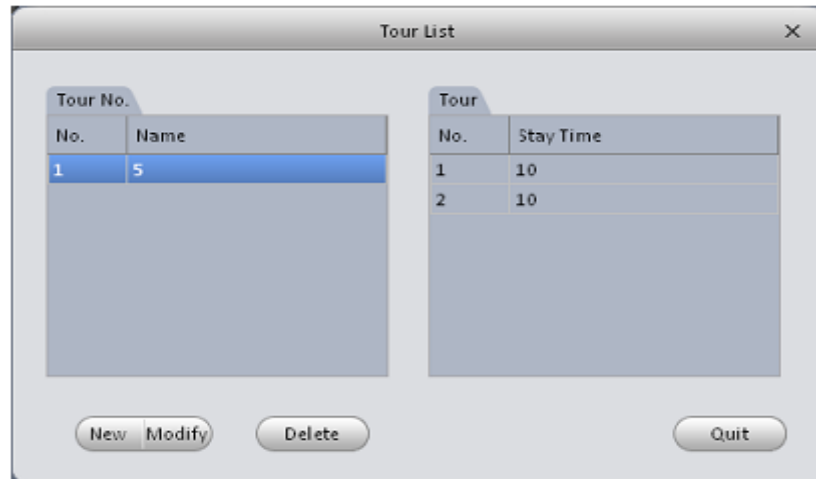 Tour List
Tour No.
No. Name
1 5
Tour
No. Stay Time
1 10
2 10
New Modify Delete Quit